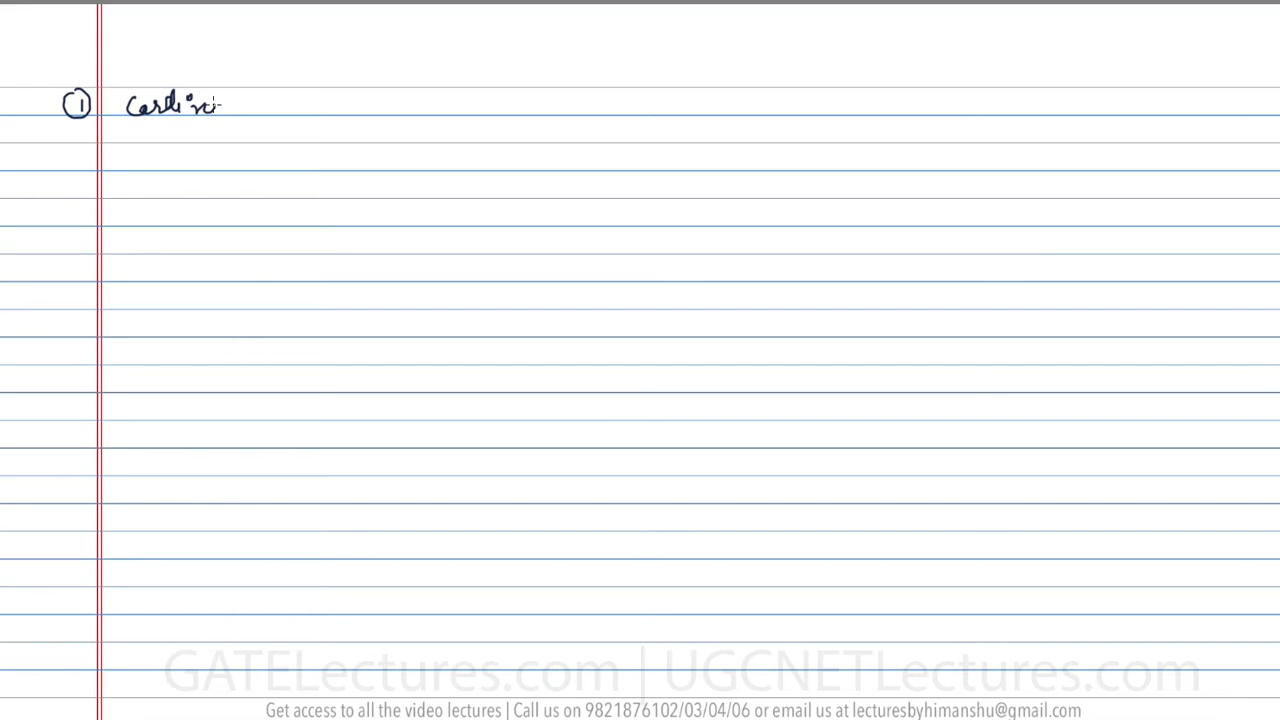 ① Cardina
GATELectures.com | UGCNETLectures.com
Get access to all the video lectures | Call us on 9821876102/03/04/06 or email us at lecturesbyhimanshu@gmail.com